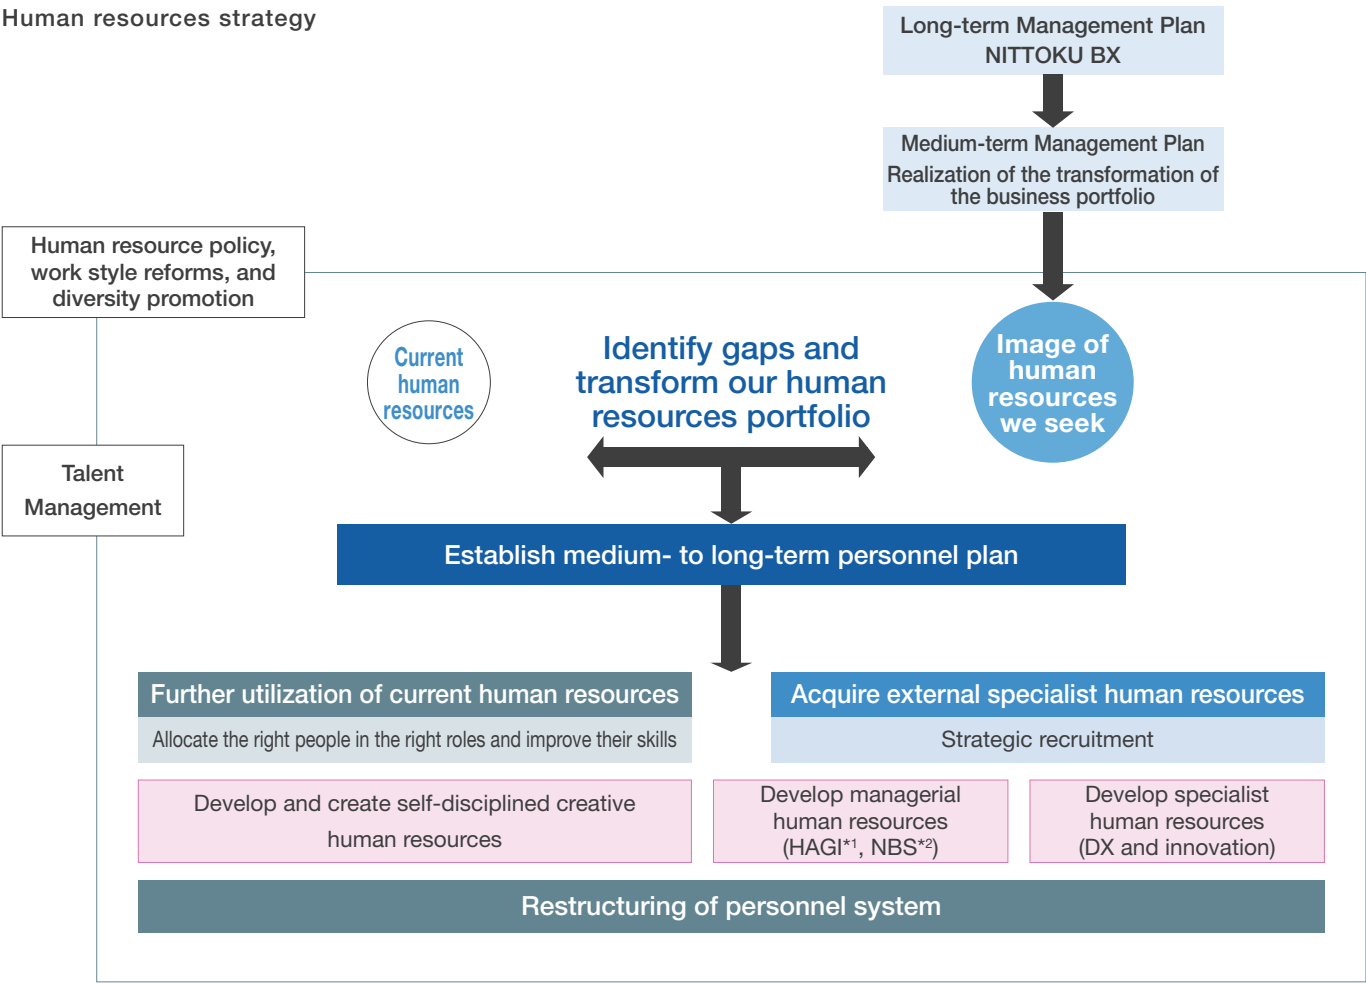 Human resources strategy
Long-term Management Plan
NITTOKU BX
Medium-term Management Plan
Realization of the transformation of
the business portfolio
Human resource policy,
work style reforms, and
diversity promotion
Current
human
resources
Identify gaps and
transform our human
resources portfolio
Image of
human
resources
we seek
Talent
Management
Establish medium- to long-term personnel plan
Further utilization of current human resources
Allocate the right people in the right roles and improve their skills
Acquire external specialist human resources
Strategic recruitment
Develop and create self-disciplined creative
human resources
Develop managerial
human resources
(HAGI*1, NBS*2)
Develop specialist
human resources
(DX and innovation)
Restructuring of personnel system